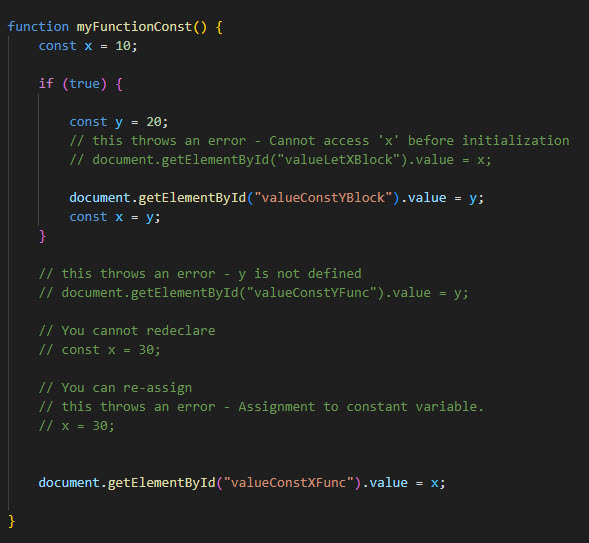 function myFunctionConst() {
const x = 10;
if (true) {
const y = 20;
// this throws an error - Cannot access 'x' before initialization
// document.getElementById("valueLetXBlock").value = x;
document.getElementById("valueConstYBlock").value = y;
const x = y;
}
// this throws an error - y is not defined
// document.getElementById("valueConstYFunc").value = y;
// You cannot redeclare
// const x = 30;
// You can re-assign
// this throws an error - Assignment to constant variable.
// x = 30;
document.getElementById("valueConstXFunc").value = x;
}